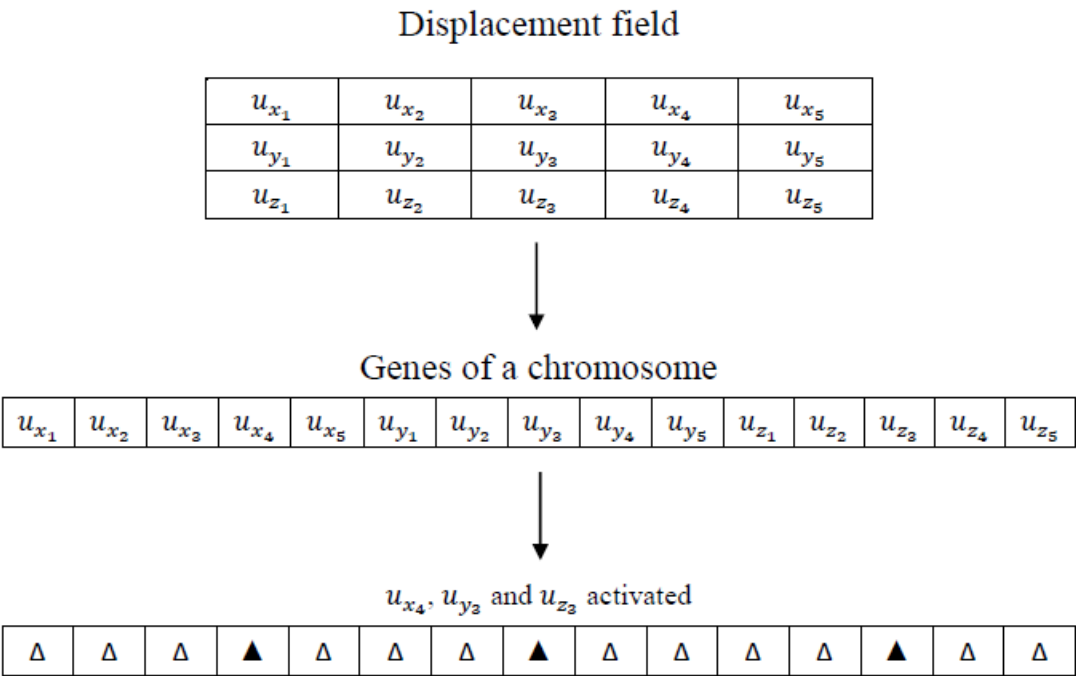 Displacement field
u_{x_1} u_{x_2} u_{x_3} u_{x_4} u_{x_5}
u_{y_1} u_{y_2} u_{y_3} u_{y_4} u_{y_5}
u_{z_1} u_{z_2} u_{z_3} u_{z_4} u_{z_5}
Genes of a chromosome
u_{x_1} u_{x_2} u_{x_3} u_{x_4} u_{x_5} u_{y_1} u_{y_2} u_{y_3} u_{y_4} u_{y_5} u_{z_1} u_{z_2} u_{z_3} u_{z_4} u_{z_5}
u_{x_4}, u_{y_3} and u_{z_3} activated
Δ Δ Δ ▲ Δ Δ Δ ▲ Δ Δ Δ Δ ▲ Δ Δ